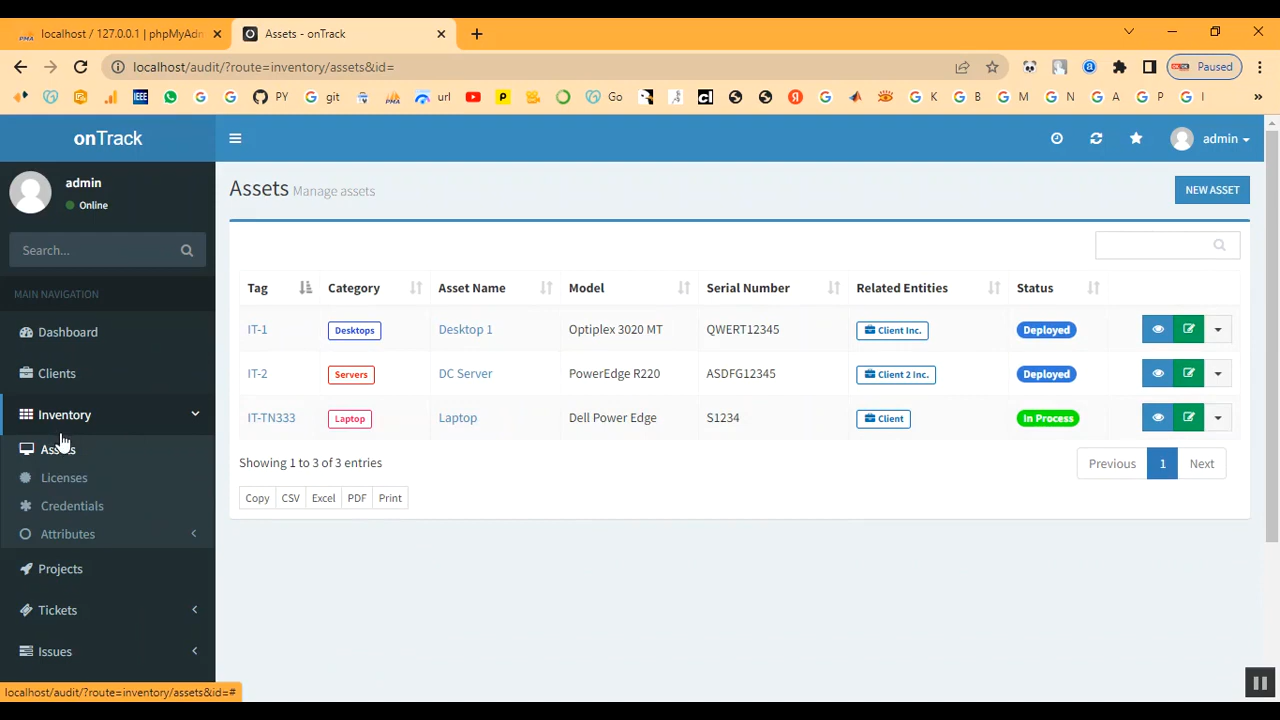 localhost / 127.0.0.1 | phpMyAdn
Assets - onTrack
localhost/audit/?route=inventory/assets&id=
Paused
PY
git
url
Go
K
B
M
N
A
P
I
»
onTrack
admin
admin
Online
Search...
MAIN NAVIGATION
Dashboard
Clients
Inventory
Assets
Licenses
Credentials
Attributes
Projects
Tickets
Issues
Assets Manage assets
NEW ASSET
Tag Category Asset Name Model Serial Number Related Entities Status
IT-1 Desktops Desktop 1 Optiplex 3020 MT QWERT12345 Client Inc. Deployed
IT-2 Servers DC Server PowerEdge R220 ASDFG12345 Client 2 Inc. Deployed
IT-TN333 Laptop Laptop Dell Power Edge S1234 Client In Process
Showing 1 to 3 of 3 entries
Previous 1 Next
Copy CSV Excel PDF Print
localhost/audit/?route=inventory/assets&id=#